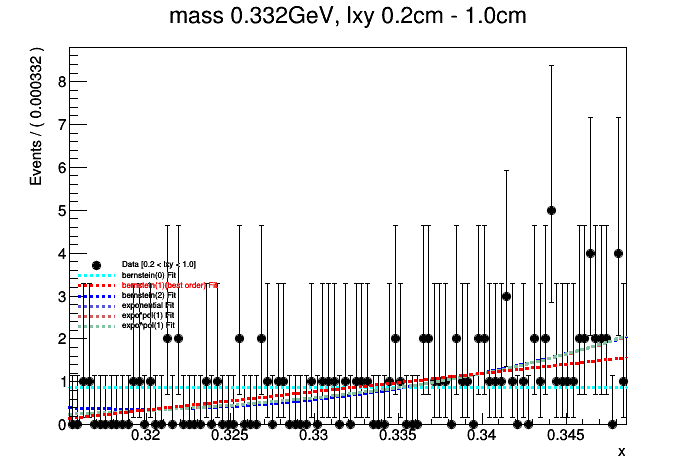 mass 0.332GeV, lxy 0.2cm - 1.0cm
Events / ( 0.000332 )
8
7
6
5
4
3
2
1
0
Data [0.2 < lxy < 1.0]
bernstein(0) Fit
bernstein(1)(best order) Fit
bernstein(2) Fit
exponential Fit
expo*pol(1) Fit
expo*pol(1) Fit
0.32 0.325 0.33 0.335 0.34 0.345
x